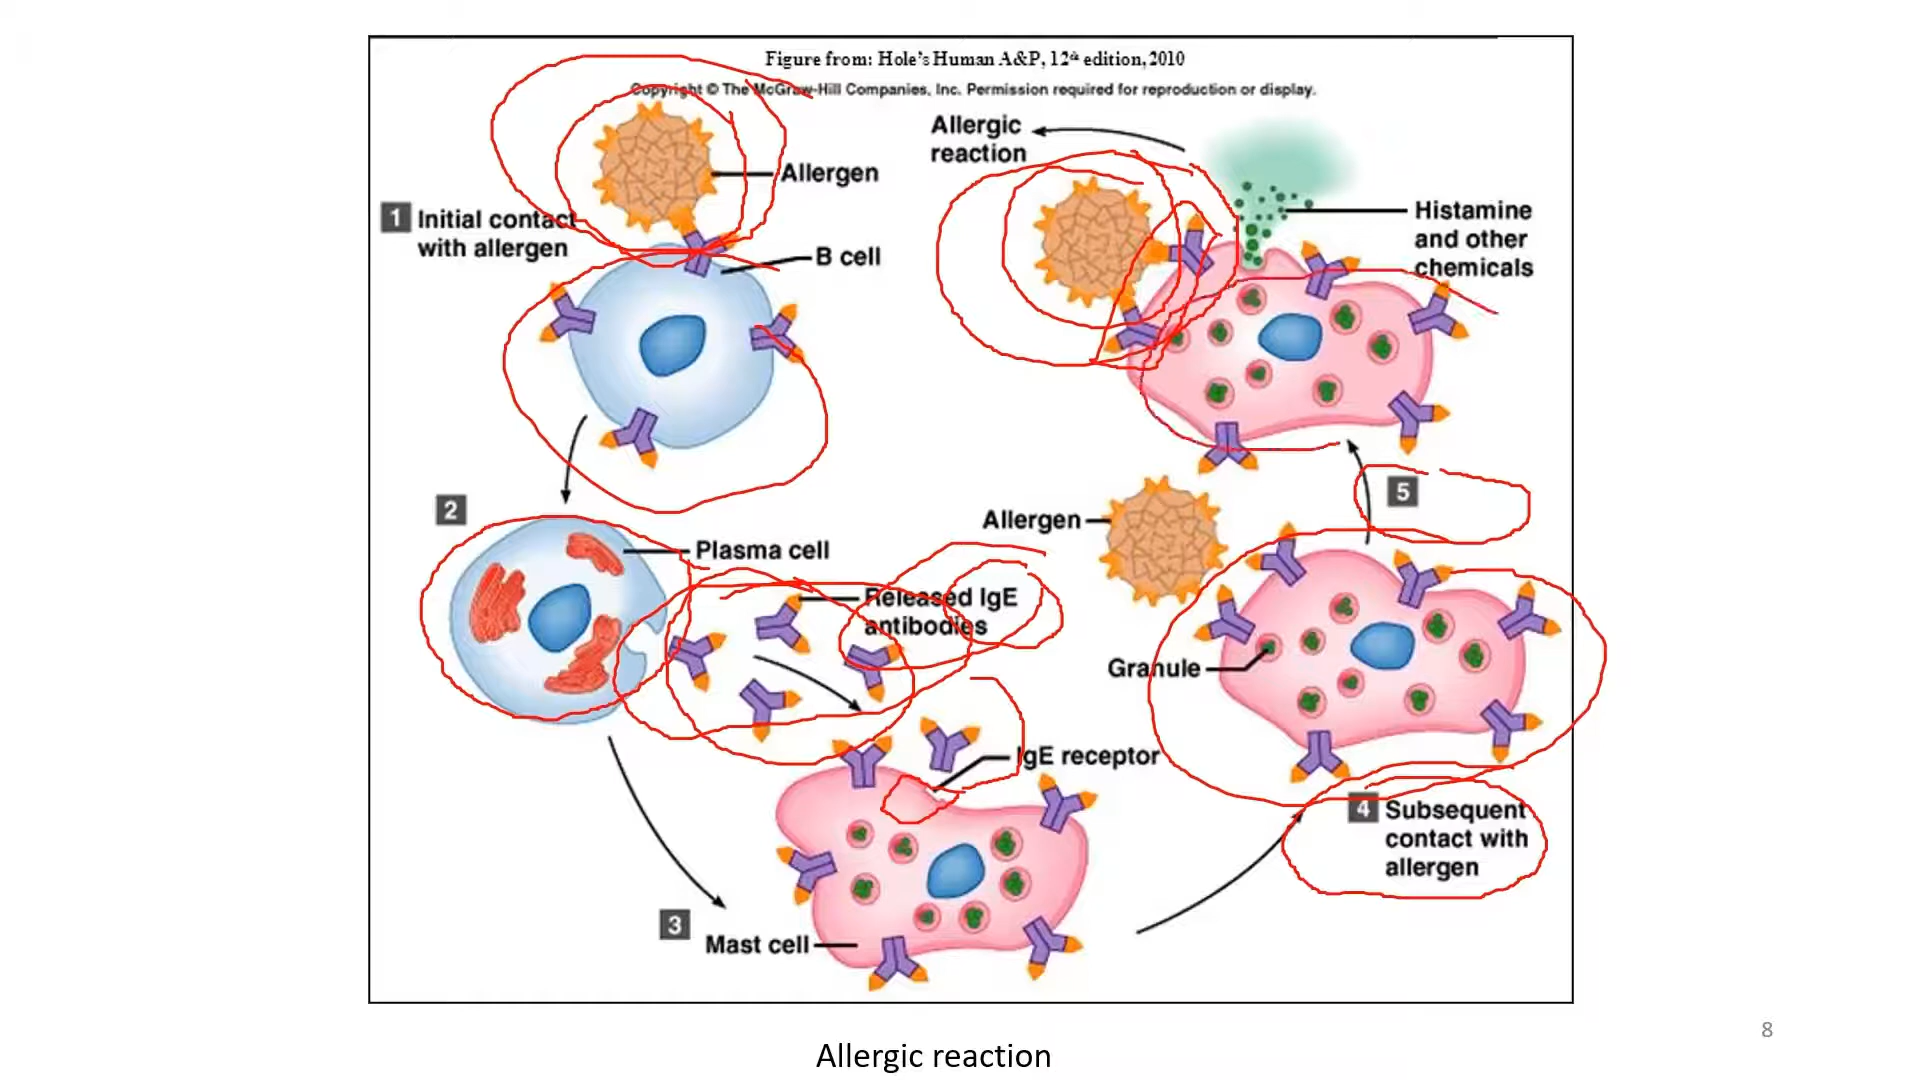 Figure from: Hole's Human A&P, 12th edition, 2010
Copyright © The McGraw-Hill Companies, Inc. Permission required for reproduction or display.
Allergen
1 Initial contact
with allergen
B cell
2
Plasma cell
Released IgE
antibodies
IgE receptor
3
Mast cell
4 Subsequent
contact with
allergen
Allergen
Granule
5
Allergic
reaction
Histamine
and other
chemicals
Allergic reaction
8